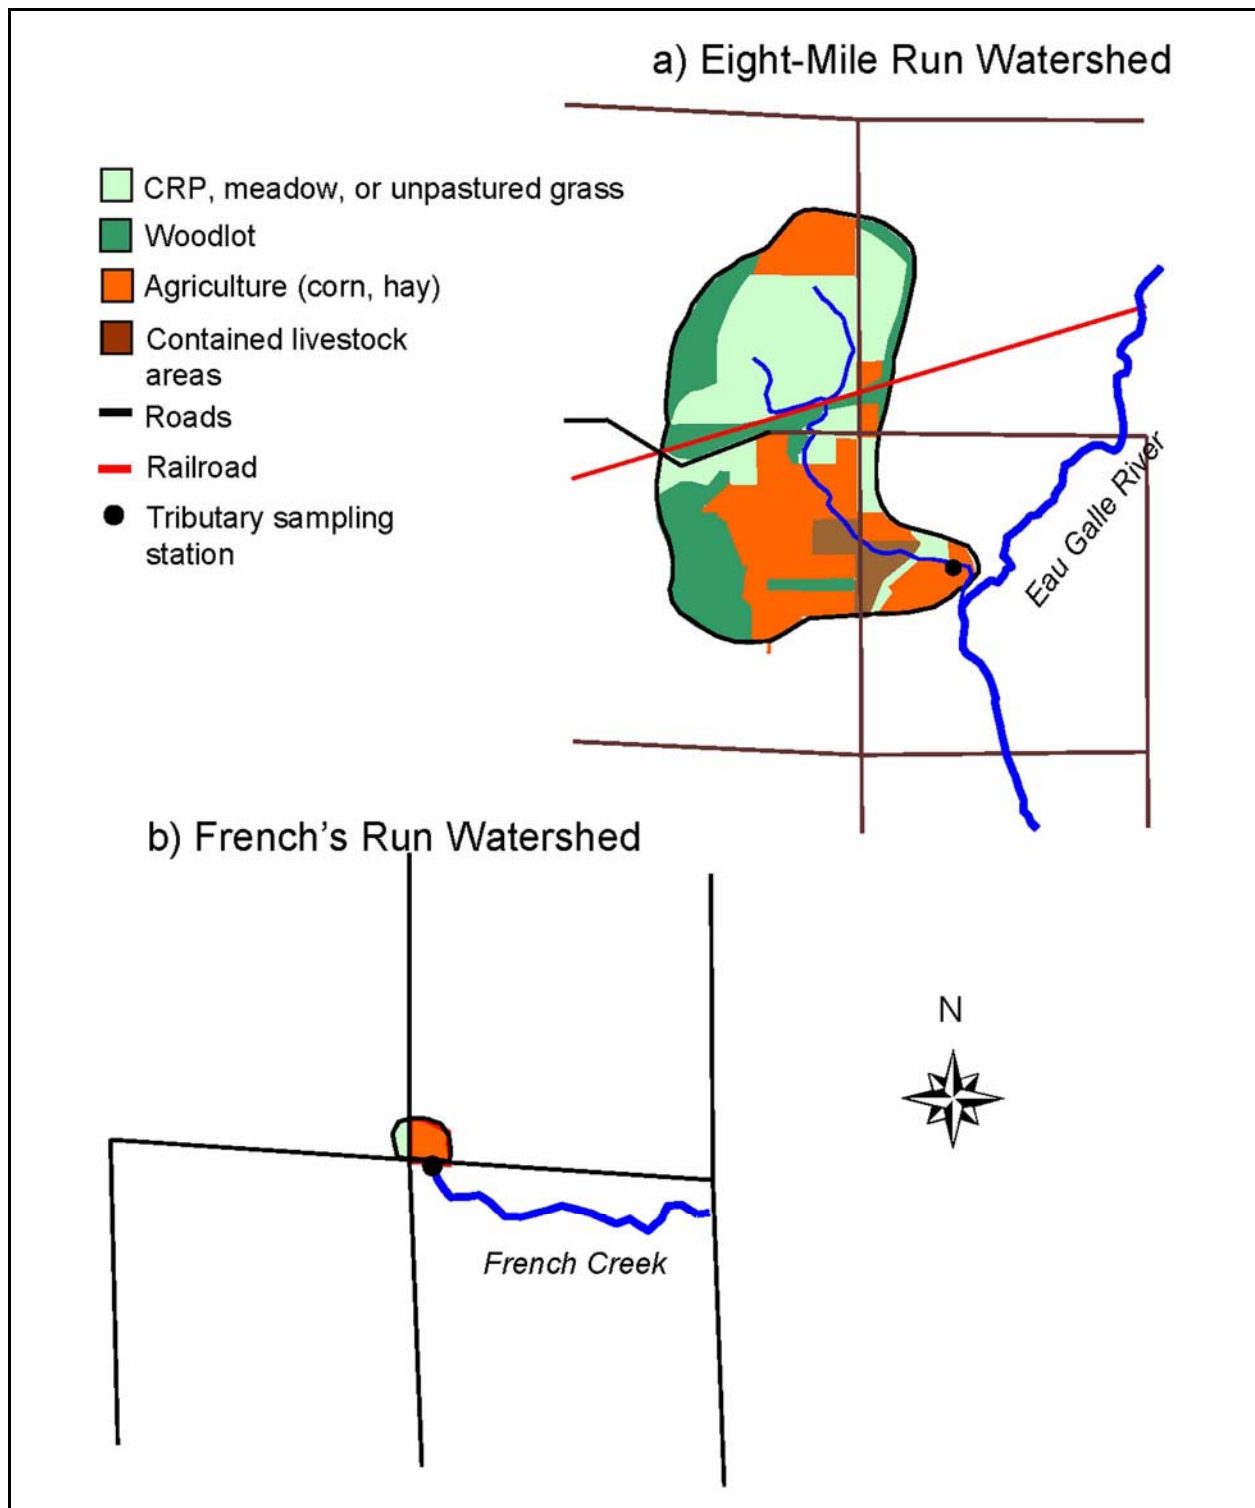 a) Eight-Mile Run Watershed
CRP, meadow, or unpastured grass
Woodlot
Agriculture (corn, hay)
Contained livestock
areas
Roads
Railroad
Tributary sampling
station
Eau Galle River
b) French’s Run Watershed
N
French Creek